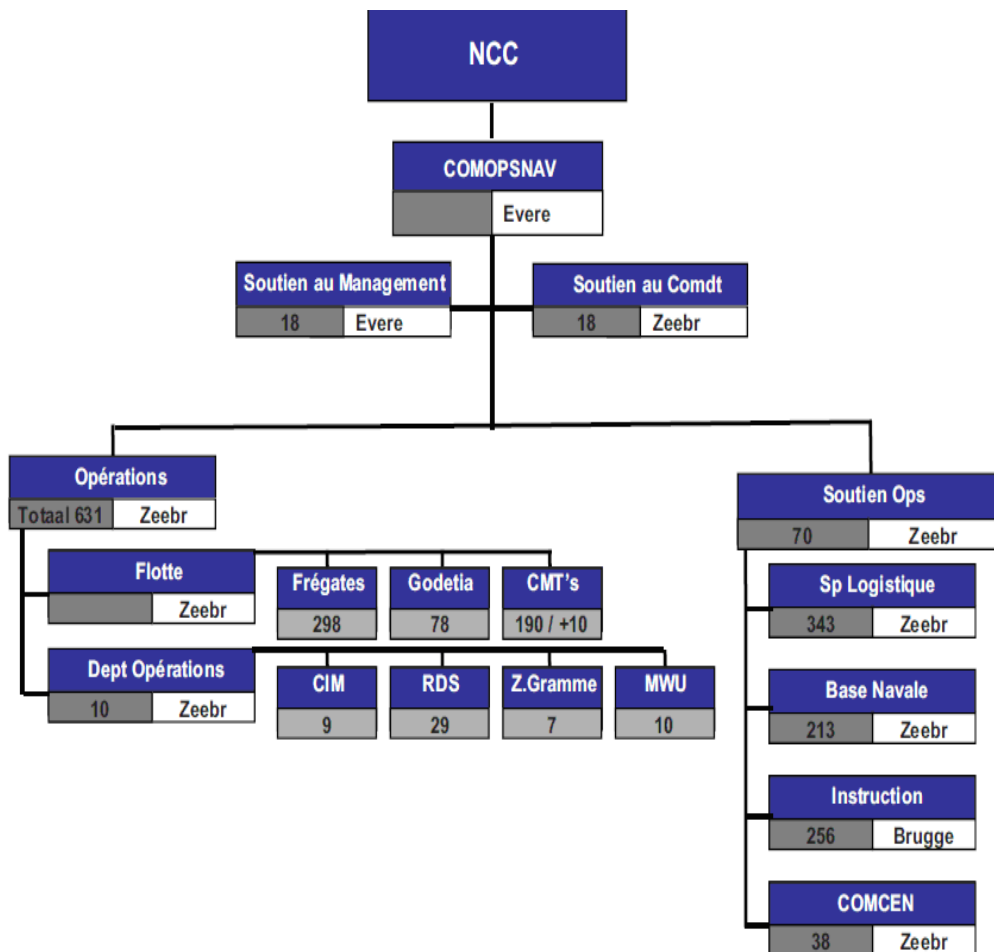 NCC
COMOPSNAV
Evere
Soutien au Management
18 Evere
Soutien au Comdt
18 Zeebr
Opérations
Totaal 631 Zeebr
Flotte
Zeebr
Frégates
298
Godetia
78
CMT's
190 / +10
Dept Opérations
10 Zeebr
CIM
9
RDS
29
Z.Gramme
7
MWU
10
Soutien Ops
70 Zeebr
Sp Logistique
343 Zeebr
Base Navale
213 Zeebr
Instruction
256 Brugge
COMCEN
38 Zeebr